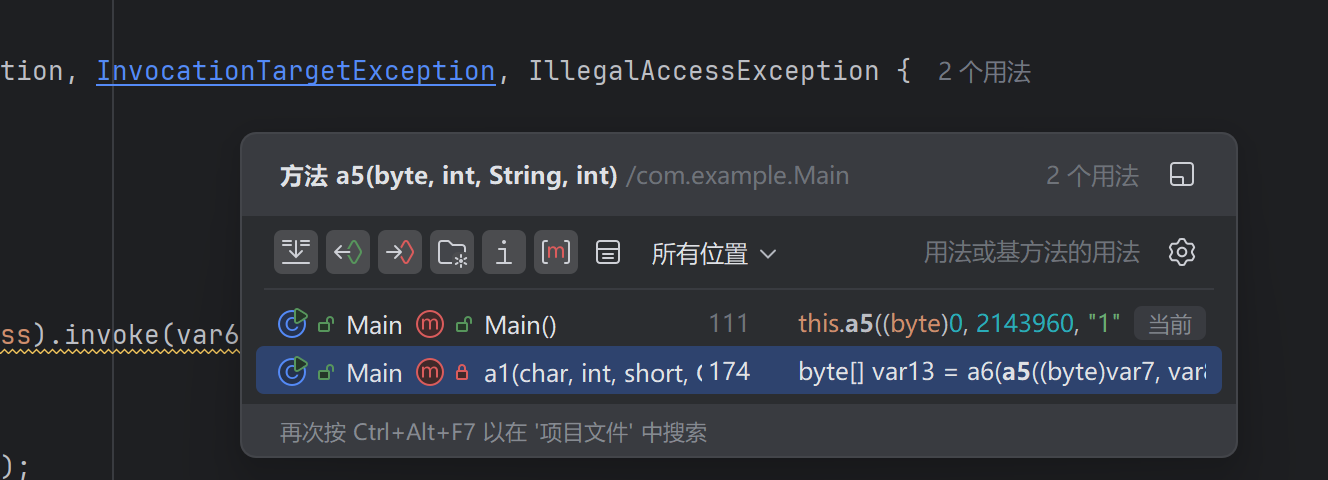 tion, InvocationTargetException, IllegalAccessException { 2 个用法
方法 a5(byte, int, String, int) /com.example.Main 2 个用法
所有位置 用法或基方法的用法
ss).invoke(var6
Main m Main() 111 this.a5((byte)0, 2143960, "1" 当前
Main m a1(char, int, short, 174 byte[] var13 = a6(a5((byte)var7, var8
再次按 Ctrl+Alt+F7 以在 '项目文件' 中搜索
);